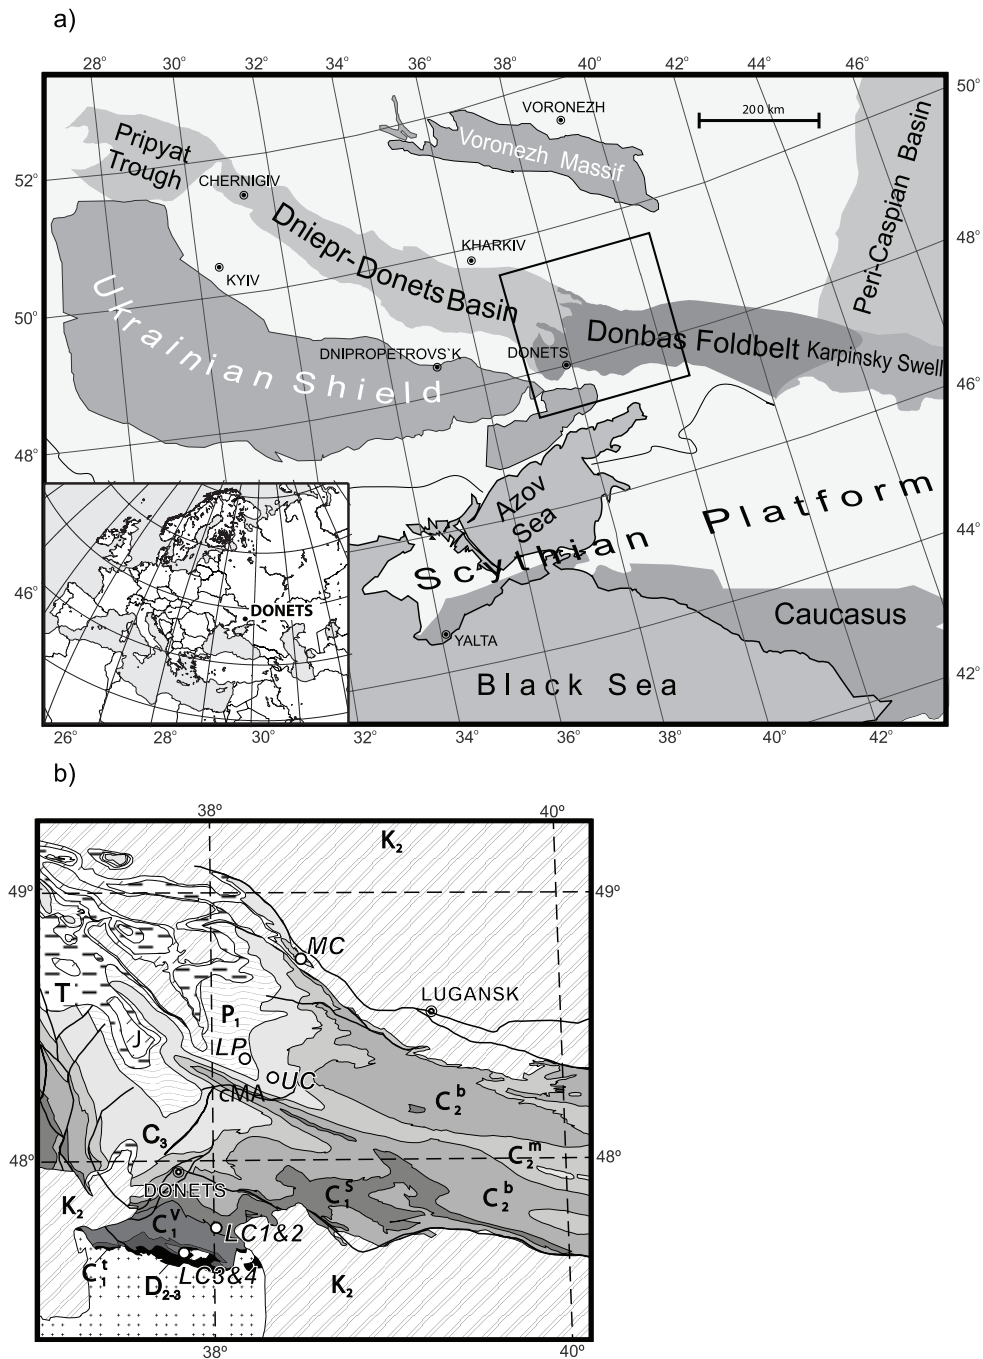 a)
28° 30° 32° 34° 36° 38° 40° 42° 44° 46°
50°
VORONEZH
200 km
Voronezh Massif
Pripyat
Trough
Peri-Caspian Basin
52°
CHERNIGIV
Dniepr-Donets Basin
KHARKIV
48°
KYIV
Ukrainian Shield
50°
DNIPROPETROVS`K
DONETS
Donbas Foldbelt
Karpinsky Swell
46°
48°
Azov
Sea
Scythian Platform
44°
46°
DONETS
Caucasus
YALTA
Black Sea
42°
26° 28° 30° 32° 34° 36° 38° 40° 42°
b)
38° 40°
K2
49° 49°
MC
T
LUGANSK
P1
J
LP
UC
cMA
C2b
C3
C2m
48° 48°
DONETS
C1S
C2b
K2
C1V
LC1&2
C1t
LC3&4
D2-3
K2
38° 40°